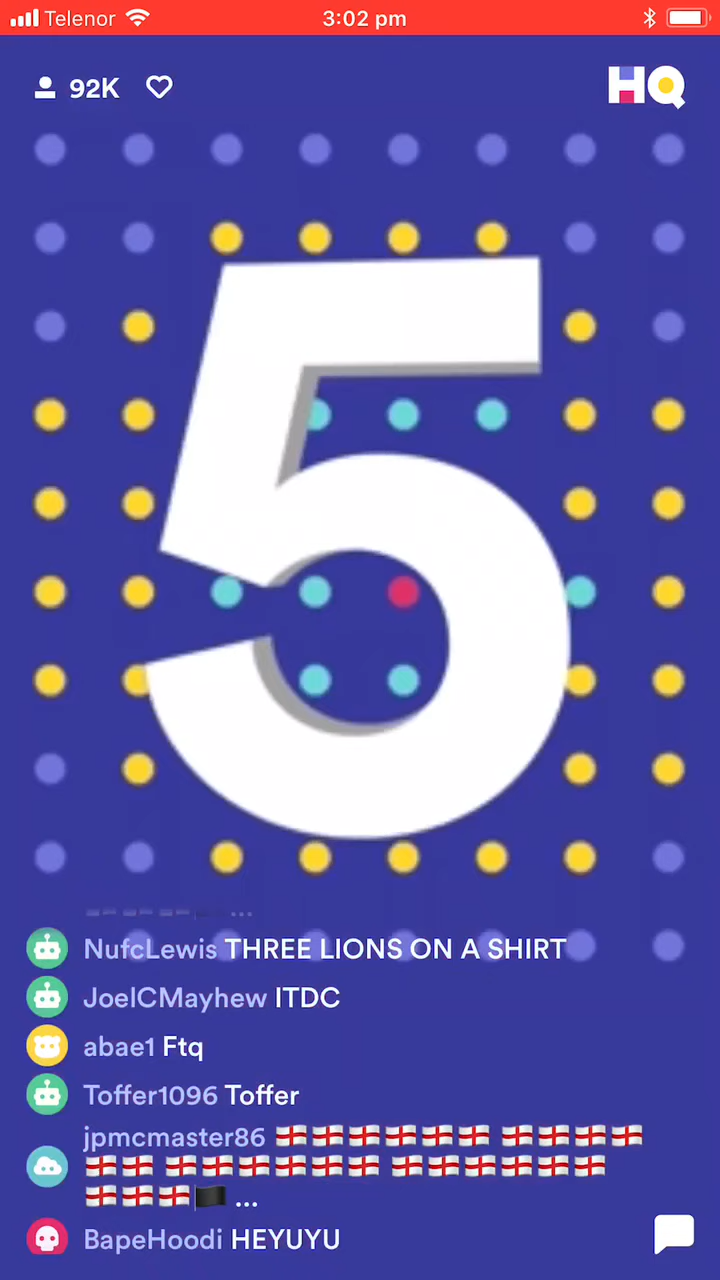 Telenor 3:02 pm
92K HQ
5
NufcLewis THREE LIONS ON A SHIRT
JoelCMayhew ITDC
abae1 Ftq
Toffer1096 Toffer
jpmcmaster86 🏴󠁧󠁢󠁥󠁮󠁧󠁿🏴󠁧󠁢󠁥󠁮󠁧󠁿🏴󠁧󠁢󠁥󠁮󠁧󠁿🏴󠁧󠁢󠁥󠁮󠁧󠁿🏴󠁧󠁢󠁥󠁮󠁧󠁿🏴󠁧󠁢󠁥󠁮󠁧󠁿 🏴󠁧󠁢󠁥󠁮󠁧󠁿🏴󠁧󠁢󠁥󠁮󠁧󠁿🏴󠁧󠁢󠁥󠁮󠁧󠁿🏴󠁧󠁢󠁥󠁮󠁧󠁿
🏴󠁧󠁢󠁥󠁮󠁧󠁿🏴󠁧󠁢󠁥󠁮󠁧󠁿 🏴󠁧󠁢󠁥󠁮󠁧󠁿🏴󠁧󠁢󠁥󠁮󠁧󠁿🏴󠁧󠁢󠁥󠁮󠁧󠁿🏴󠁧󠁢󠁥󠁮󠁧󠁿🏴󠁧󠁢󠁥󠁮󠁧󠁿🏴󠁧󠁢󠁥󠁮󠁧󠁿 🏴󠁧󠁢󠁥󠁮󠁧󠁿🏴󠁧󠁢󠁥󠁮󠁧󠁿🏴󠁧󠁢󠁥󠁮󠁧󠁿🏴󠁧󠁢󠁥󠁮󠁧󠁿🏴󠁧󠁢󠁥󠁮󠁧󠁿🏴󠁧󠁢󠁥󠁮󠁧󠁿
🏴󠁧󠁢󠁥󠁮󠁧󠁿🏴󠁧󠁢󠁥󠁮󠁧󠁿🏴󠁧󠁢󠁥󠁮󠁧󠁿🏴 ...
BapeHoodi HEYUYU